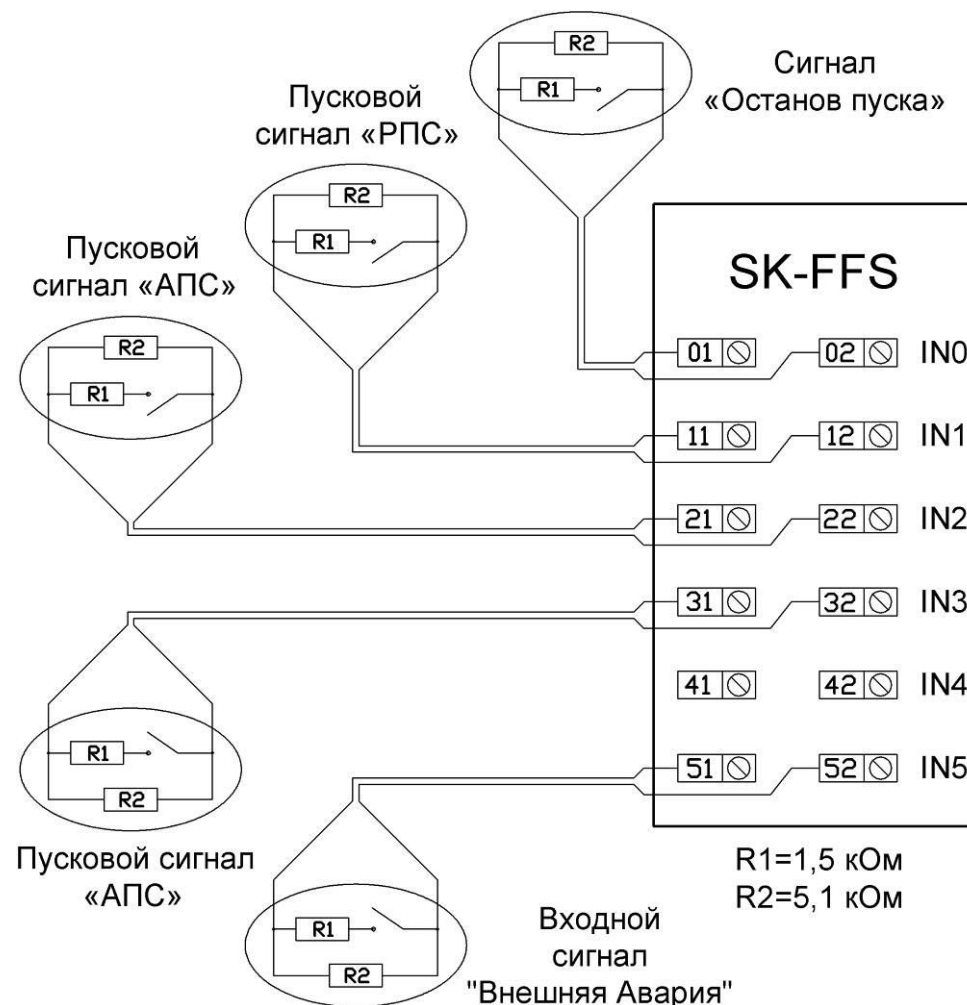 R2
R1
Сигнал
«Останов пуска»
Пусковой
сигнал «РПС»
R2
R1
Пусковой
сигнал «АПС»
R2
R1
SK-FFS
01 02 IN0
11 12 IN1
21 22 IN2
31 32 IN3
41 42 IN4
51 52 IN5
R1
R2
Пусковой сигнал
«АПС»
R1=1,5 кОм
R2=5,1 кОм
R1
R2
Входной
сигнал
"Внешняя Авария"